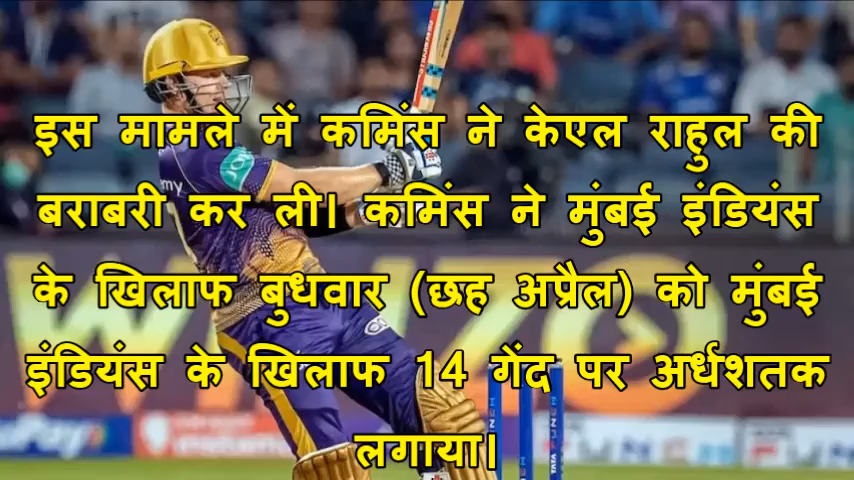 इस मामले में कमिंस ने केएल राहुल की
बराबरी कर ली। कमिंस ने मुंबई इंडियंस
के खिलाफ बुधवार (छह अप्रैल) को मुंबई
इंडियंस के खिलाफ 14 गेंद पर अर्धशतक
लगाया।